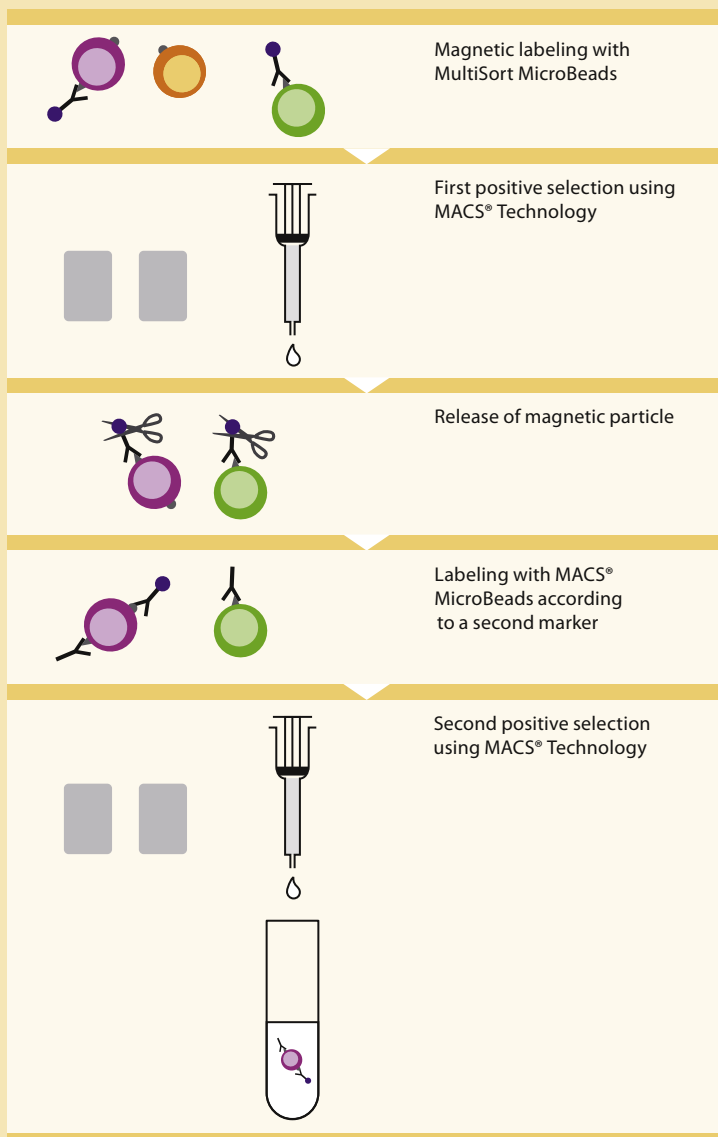 Magnetic labeling with
MultiSort MicroBeads
First positive selection using
MACS® Technology
Release of magnetic particle
Labeling with MACS®
MicroBeads according
to a second marker
Second positive selection
using MACS® Technology